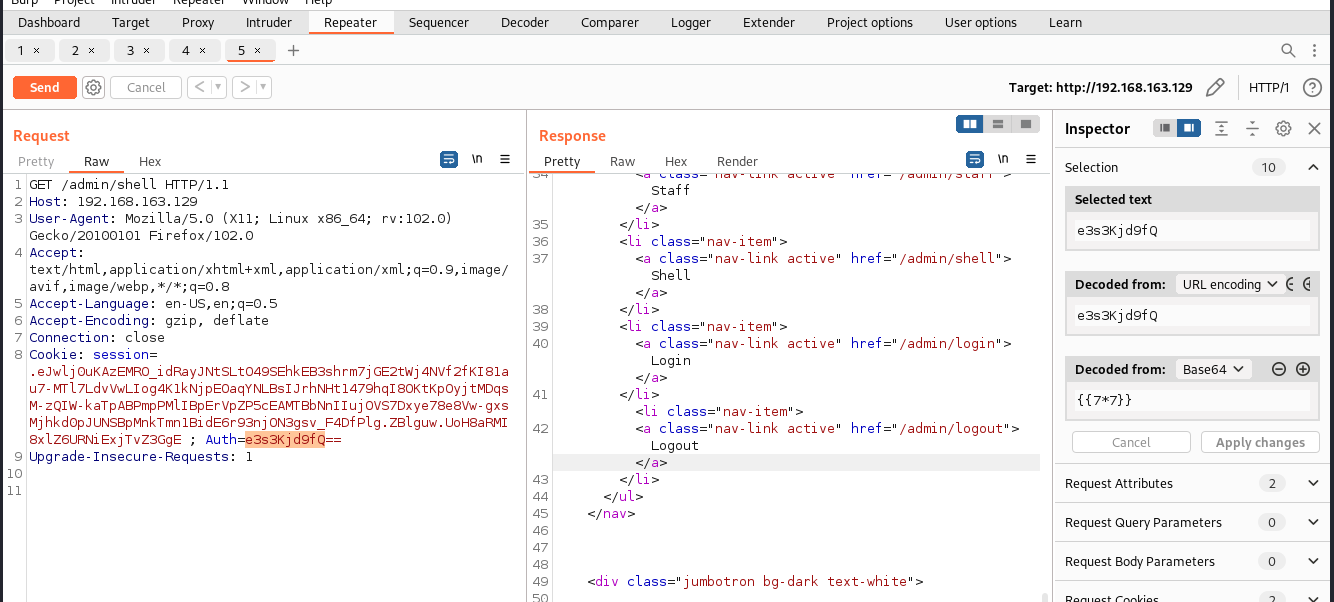 Burp Project Intruder Repeater Window Help
Dashboard Target Proxy Intruder Repeater Sequencer Decoder Comparer Logger Extender Project options User options Learn
1 × 2 × 3 × 4 × 5 × +
Send Cancel < > Target: http://192.168.163.129 HTTP/1 ?
Request
Pretty Raw Hex \n
1 GET /admin/shell HTTP/1.1
2 Host: 192.168.163.129
3 User-Agent: Mozilla/5.0 (X11; Linux x86_64; rv:102.0)
Gecko/20100101 Firefox/102.0
4 Accept:
text/html,application/xhtml+xml,application/xml;q=0.9,image/
avif,image/webp,*/*;q=0.8
5 Accept-Language: en-US,en;q=0.5
6 Accept-Encoding: gzip, deflate
7 Connection: close
8 Cookie: session=
.eJwlj0uKAzEMRO_idRayJNtSLtO49SEhkEB3shrm7jGE2tWj4NVf2fKI81a
u7-MTl7LdvVwLIog4K1kNjpEOaqYNLBsIJrhNHt1479hqI8OKtKpOyjtMDqs
M-zQIW-kaTpABPmpPMlIBpErVpZP5cEAMTBbNnIIujOVS7Dxye78e8Vw-gxs
MjhkdOpJUNSBpMnkTmn1BidE6r93njON3gsv_F4DfPlg.ZBlguw.UoH8aRMI
8xlZ6URNiExjTvZ3GgE ; Auth=e3s3Kjd9fQ==
9 Upgrade-Insecure-Requests: 1
10
11
Response
Pretty Raw Hex Render \n
34 <a class="nav-link active" href="/admin/staff">
Staff
</a>
35 </li>
36 <li class="nav-item">
37 <a class="nav-link active" href="/admin/shell">
Shell
</a>
38 </li>
39 <li class="nav-item">
40 <a class="nav-link active" href="/admin/login">
Login
</a>
41 </li>
<li class="nav-item">
42 <a class="nav-link active" href="/admin/logout">
Logout
</a>
43 </li>
44 </ul>
45 </nav>
46
47
48
49 <div class="jumbotron bg-dark text-white">
50
Inspector
Selection 10
Selected text
e3s3Kjd9fQ
Decoded from: URL encoding
e3s3Kjd9fQ
Decoded from: Base64
{{7*7}}
Cancel Apply changes
Request Attributes 2
Request Query Parameters 0
Request Body Parameters 0
Request Cookies 2